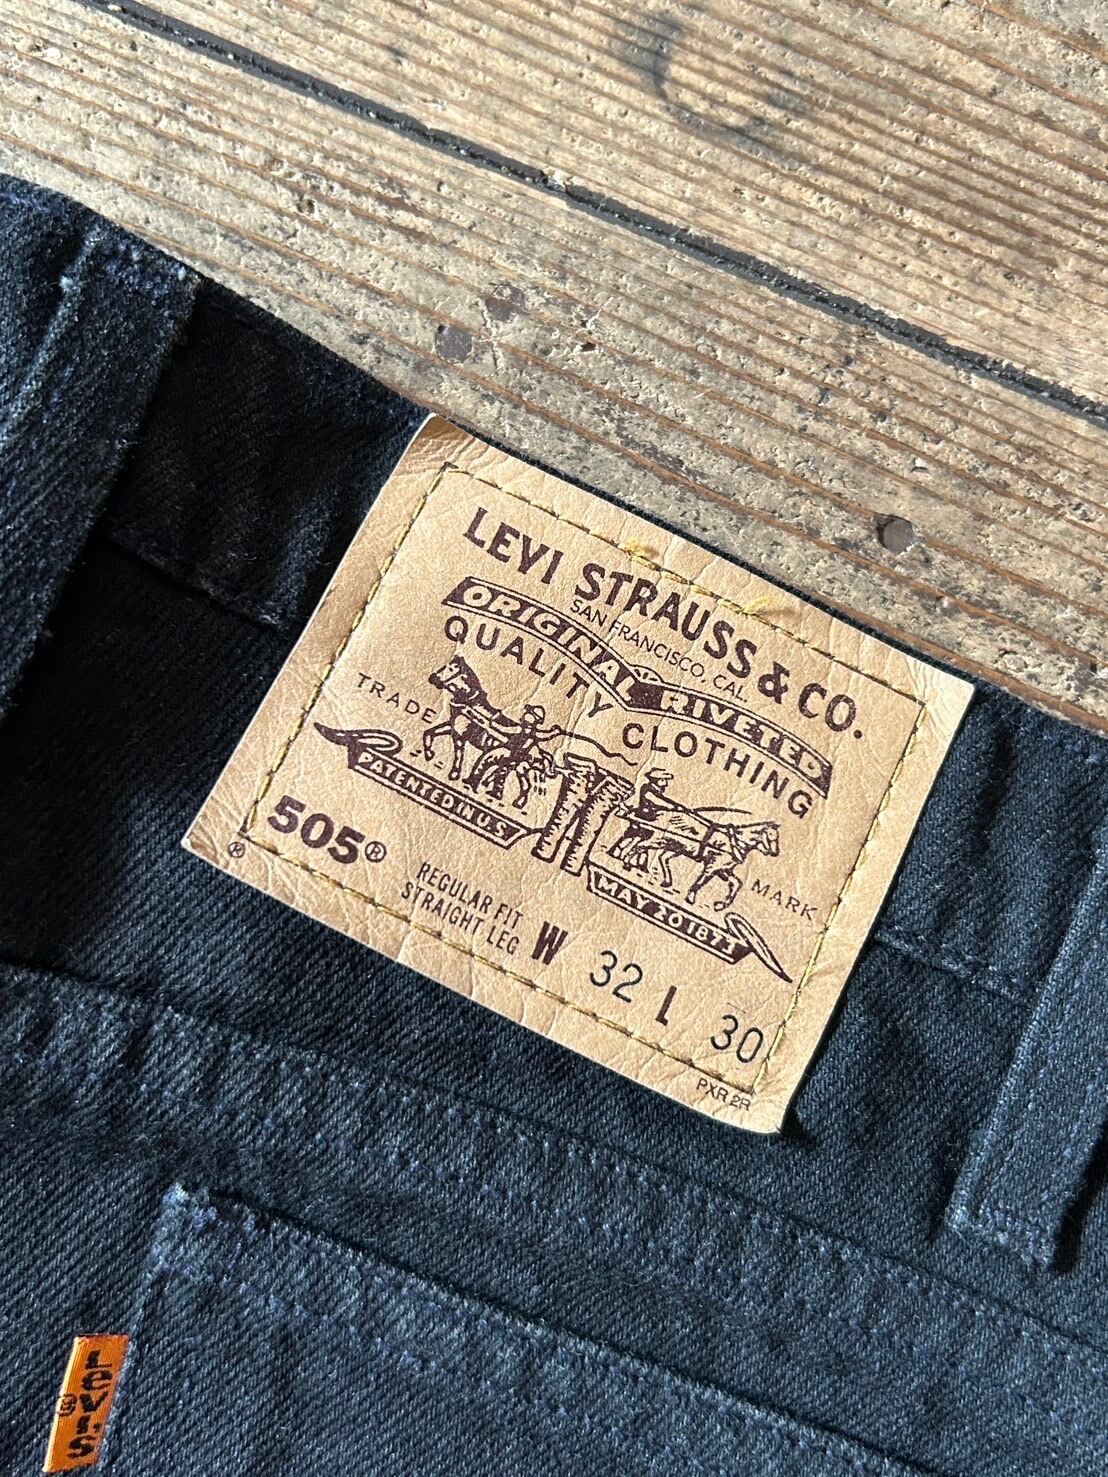 LEVI STRAUSS & CO.
SAN FRANCISCO, CAL.
ORIGINAL RIVETED
QUALITY CLOTHING
TRADE MARK
PATENTED IN U.S.
MAY 20 1873
505®
®
REGULAR FIT
STRAIGHT LEG
W 32 L 30
PXR 2R
LEVI'S
®